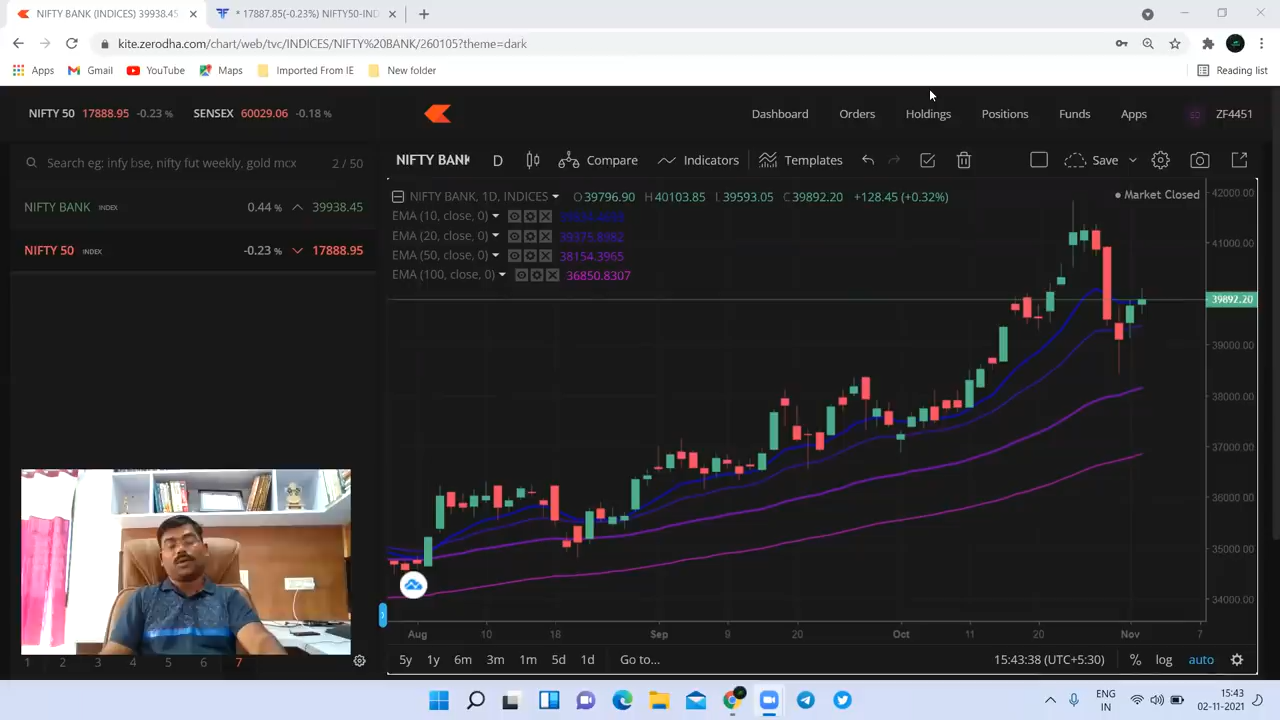 NIFTY BANK (INDICES) 39938.45
* 17887.85(-0.23%) NIFTY50-IND
kite.zerodha.com/chart/web/tvc/INDICES/NIFTY%20BANK/260105?theme=dark
Apps Gmail YouTube Maps Imported From IE New folder Reading list
NIFTY 50 17888.95 -0.23 % SENSEX 60029.06 -0.18 %
Dashboard Orders Holdings Positions Funds Apps ZF4451
Search eg: infy bse, nifty fut weekly, gold mcx 2 / 50
NIFTY BANK D Compare Indicators Templates Save
NIFTY BANK INDEX 0.44 % 39938.45
NIFTY 50 INDEX -0.23 % 17888.95
NIFTY BANK, 1D, INDICES O39796.90 H40103.85 L39593.05 C39892.20 +128.45 (+0.32%)
Market Closed
EMA (10, close, 0)
EMA (20, close, 0) 39375.8982
EMA (50, close, 0) 38154.3965
EMA (100, close, 0) 36850.8307
42000.00
41000.00
39892.20
39000.00
38000.00
37000.00
36000.00
35000.00
34000.00
Aug 10 18 Sep 9 20 Oct 11 20 Nov 7
1 2 3 4 5 6 7
5y 1y 6m 3m 1m 5d 1d Go to... 15:43:38 (UTC+5:30) % log auto
ENG
IN
15:43
02-11-2021